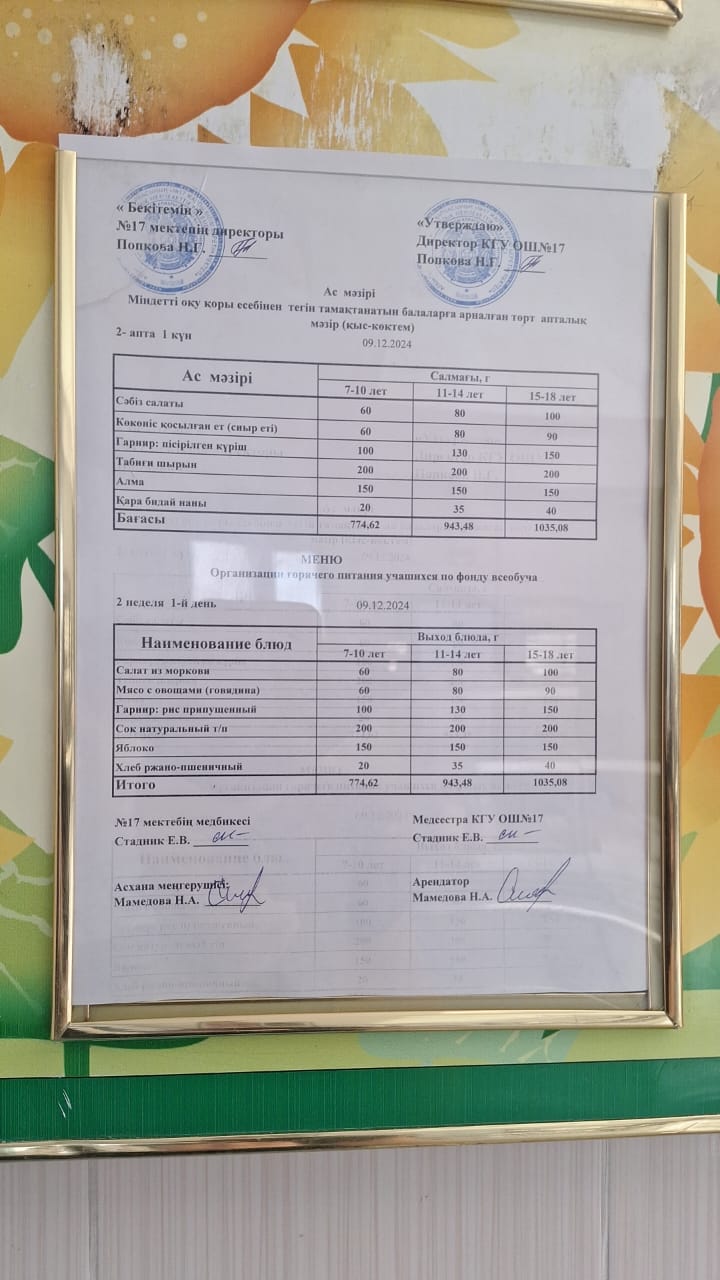 « Бекітемін »
№17 мектепің директоры
Попкова Н.Г.
«Утверждаю»
Директор КГУ ОШ№17
Попкова Н.Г.
Ас мәзірі
Міндетті оқу қоры есебінен тегін тамақтанатын балаларға арналған төрт апталық
мәзір (қыс-көктем)
2- апта 1 күн 09.12.2024
Ас мәзірі Салмағы, г
7-10 лет 11-14 лет 15-18 лет
Сәбіз салаты 60 80 100
Көкөніс қосылған ет (сиыр еті) 60 80 90
Гарнир: пісірілген күріш 100 130 150
Табиғи шырын 200 200 200
Алма 150 150 150
Қара бидай наны 20 35 40
Бағасы 774,62 943,48 1035,08
МЕНЮ
Организации горячего питания учащихся по фонду всеобуча
2 неделя 1-й день 09.12.2024
Наименование блюд Выход блюда, г
7-10 лет 11-14 лет 15-18 лет
Салат из моркови 60 80 100
Мясо с овощами (говядина) 60 80 90
Гарнир: рис припущенный 100 130 150
Сок натуральный т/п 200 200 200
Яблоко 150 150 150
Хлеб ржано-пшеничный 20 35 40
Итого 774,62 943,48 1035,08
№17 мектебің медбикесі
Стадник Е.В.
Медсестра КГУ ОШ№17
Стадник Е.В.
Асхана меңгерушісі:
Мамедова Н.А.
Арендатор
Мамедова Н.А.